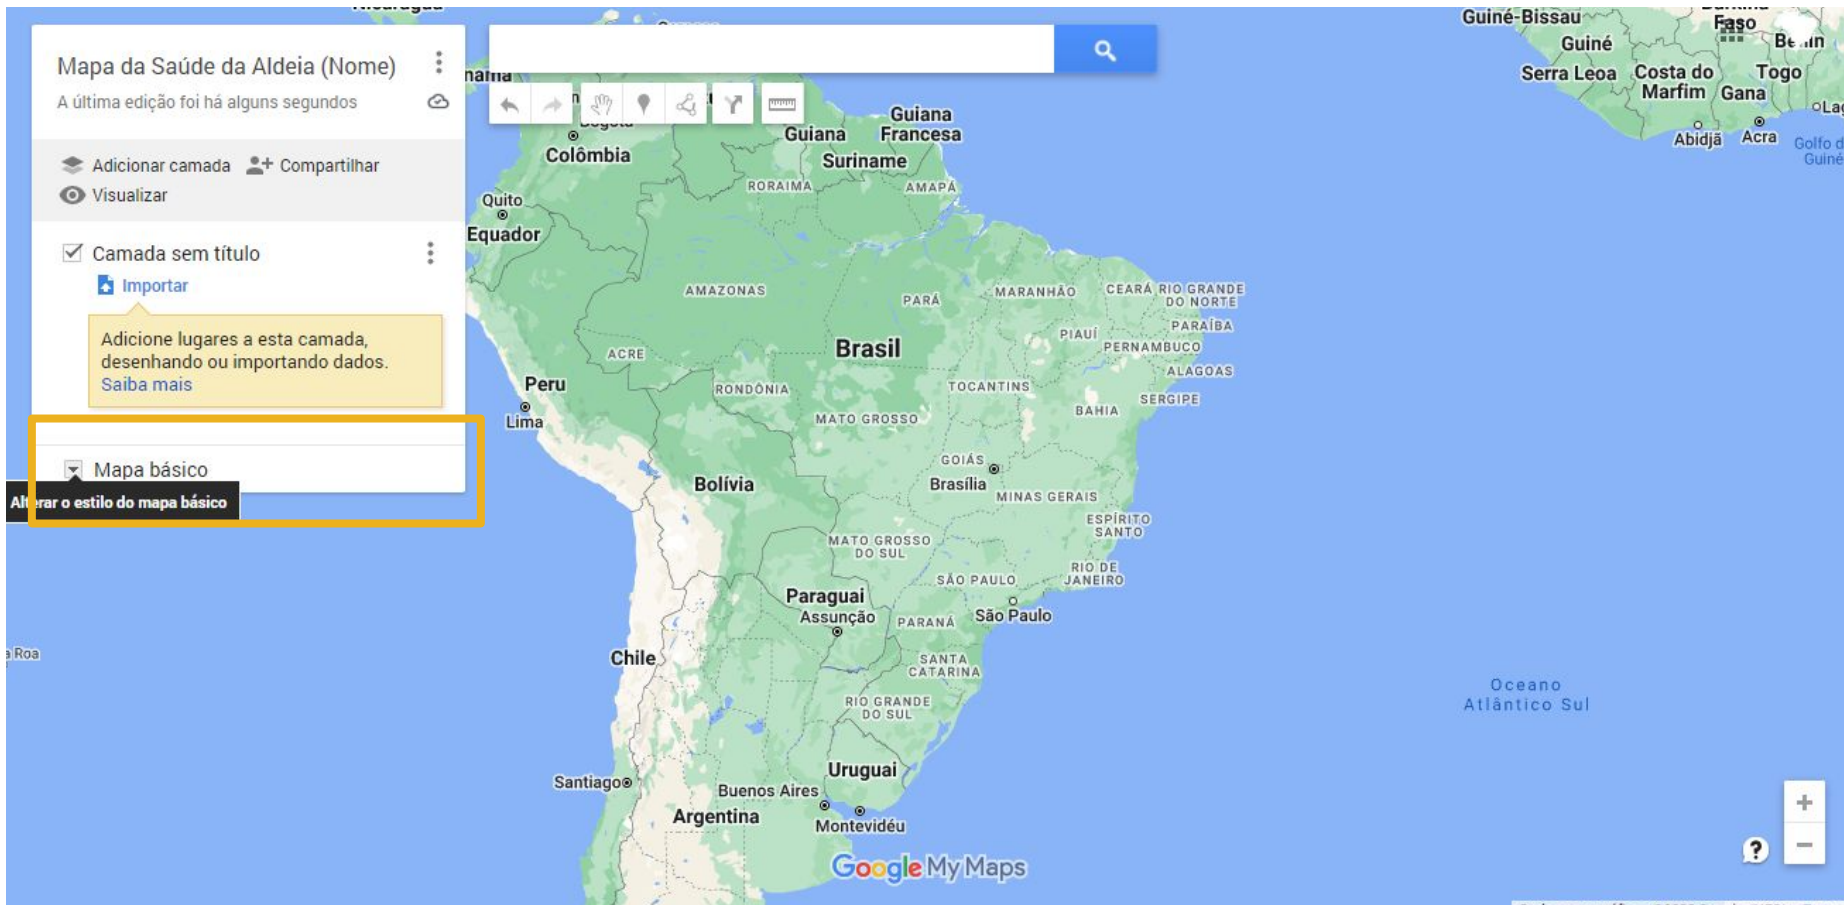 Mapa da Saúde da Aldeia (Nome)
A última edição foi há alguns segundos
Adicionar camada
Compartilhar
Visualizar
Camada sem título
Importar
Adicione lugares a esta camada,
desenhando ou importando dados.
Saiba mais
Mapa básico
Alterar o estilo do mapa básico
Guiana
Guiana
Francesa
Colômbia
Suriname
RORAIMA
AMAPÁ
Quito
Equador
AMAZONAS
PARÁ
MARANHÃO
CEARÁ
RIO GRANDE
DO NORTE
PARAÍBA
PIAUÍ
PERNAMBUCO
Brasil
ACRE
ALAGOAS
Peru
RONDÔNIA
TOCANTINS
SERGIPE
BAHIA
Lima
MATO GROSSO
GOIÁS
Brasília
Bolívia
MINAS GERAIS
ESPÍRITO
SANTO
MATO GROSSO
DO SUL
RIO DE
JANEIRO
SÃO PAULO
Paraguai
Assunção
PARANÁ
São Paulo
Chile
SANTA
CATARINA
RIO GRANDE
DO SUL
Uruguai
Santiago
Buenos Aires
Argentina
Montevidéu
Google My Maps
Guiné-Bissau
Faso
Guiné
Serra Leoa
Costa do
Marfim
Togo
Gana
Abidjã
Acra
Golfo d
Guiné
Oceano
Atlântico Sul
a Roa
?